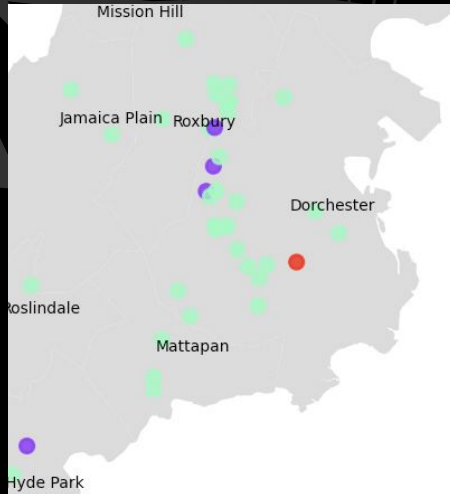 Mission Hill
Jamaica Plain
Roxbury
Dorchester
Roslindale
Mattapan
Hyde Park